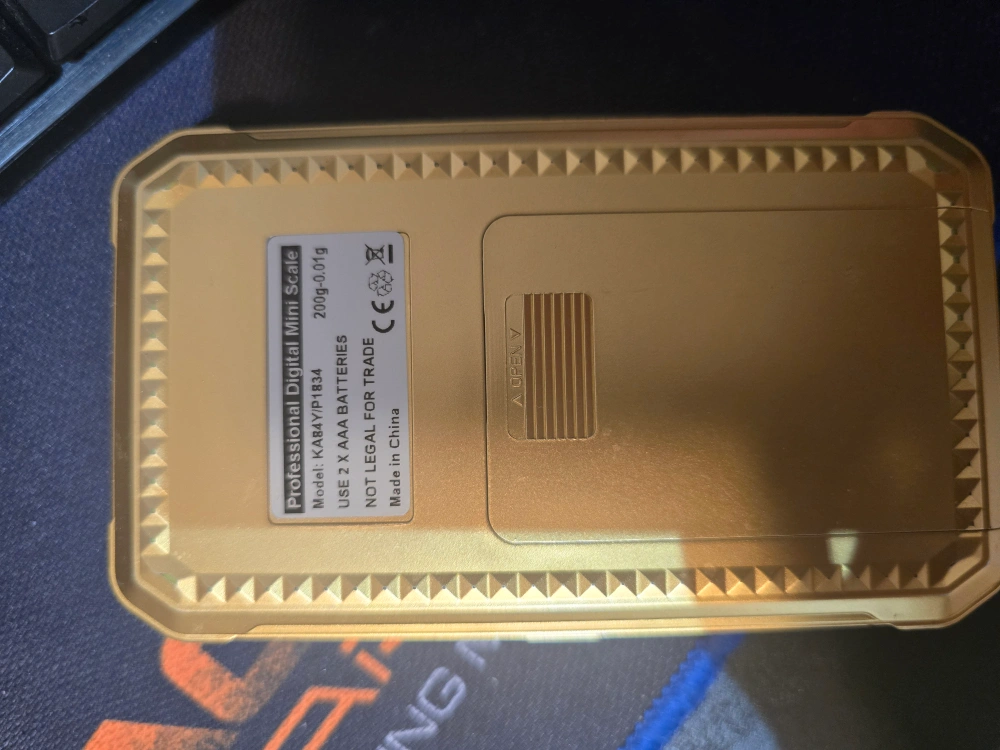 Professional Digital Mini Scale
Model: KA84Y/P1834 200g-0.01g
USE 2 X AAA BATTERIES
NOT LEGAL FOR TRADE CE
Made in China
OPEN